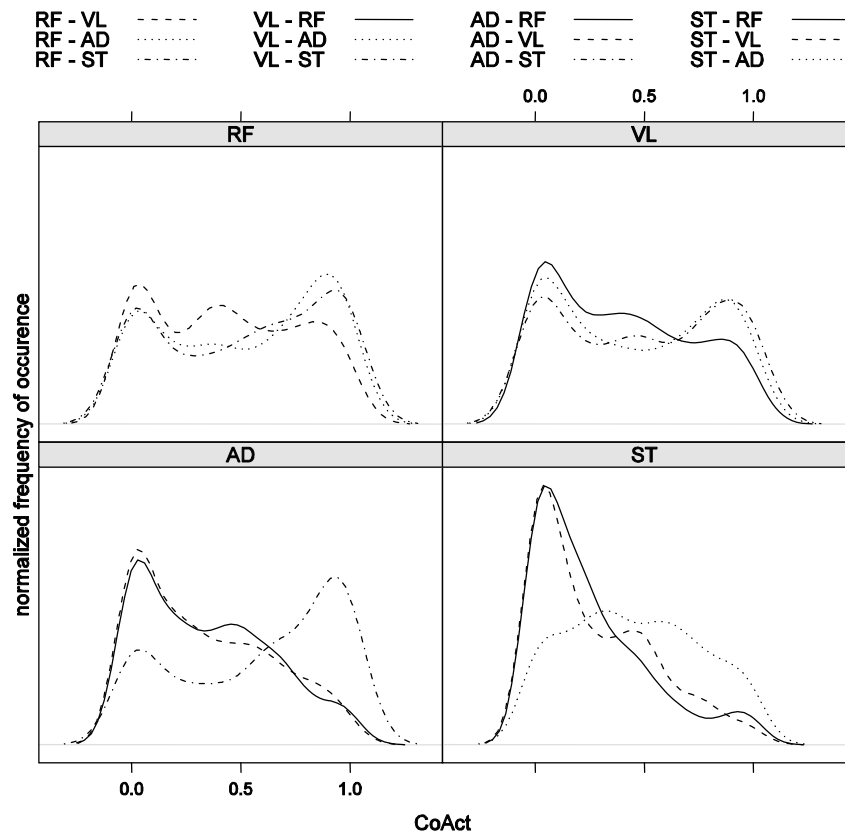 RF - VL VL - RF AD - RF ST - RF
RF - AD VL - AD AD - VL ST - VL
RF - ST VL - ST AD - ST ST - AD
0.0 0.5 1.0
RF VL
normalized frequency of occurence
AD ST
0.0 0.5 1.0
CoAct